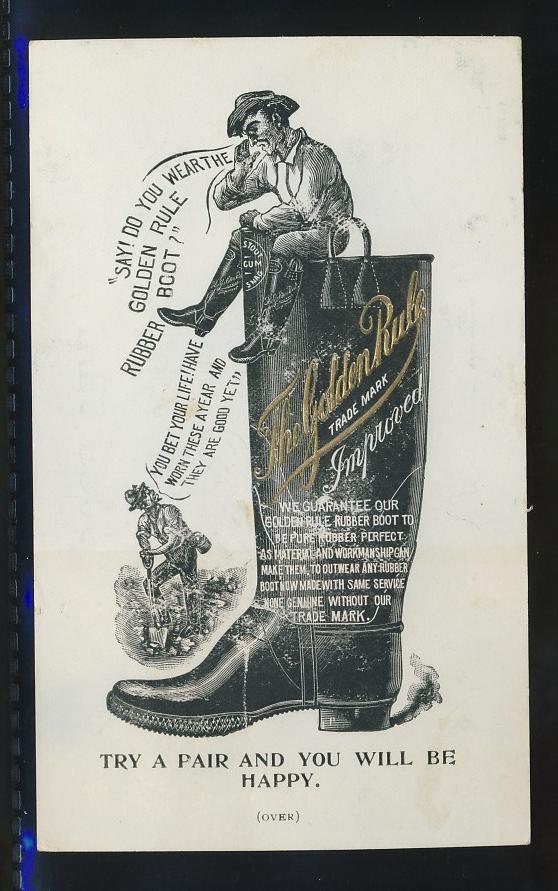 "SAY! DO YOU WEAR THE
GOLDEN RULE
RUBBER BOOT?"
"YOU BET YOUR LIFE! I HAVE
WORN THESE A YEAR AND
THEY ARE GOOD YET"
The Golden Rule
TRADE MARK
Improved
WE GUARANTEE OUR
GOLDEN RULE RUBBER BOOT TO
BE PURE RUBBER PERFECT.
AS MATERIAL AND WORKMANSHIP CAN
MAKE THEM, TO OUTWEAR ANY RUBBER
BOOT NOW MADE WITH SAME SERVICE
NONE GENUINE WITHOUT OUR
TRADE MARK.
TRY A PAIR AND YOU WILL BE
HAPPY.
(OVER)